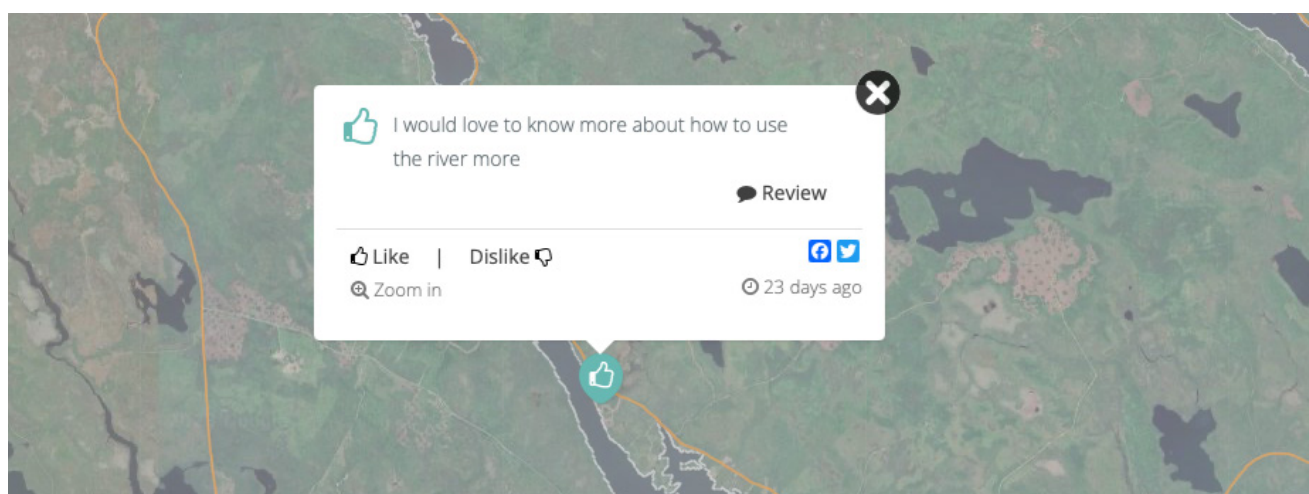 I would love to know more about how to use
the river more
Review
Like | Dislike
Zoom in
23 days ago